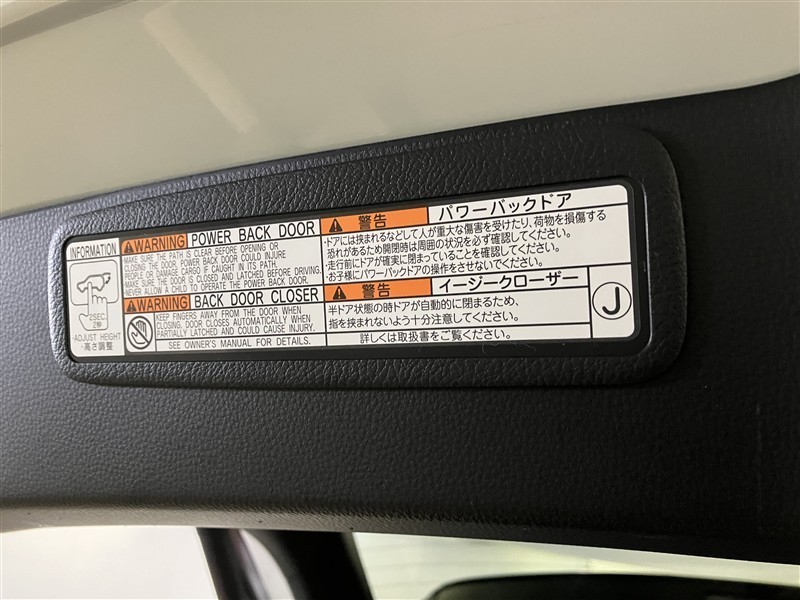 INFORMATION
2SEC.
2秒
·ADJUST HEIGHT
·高さ調整
WARNING POWER BACK DOOR
MAKE SURE THE PATH IS CLEAR BEFORE OPENING OR
CLOSING THE DOOR. POWER BACK DOOR COULD INJURE
PEOPLE OR DAMAGE CARGO IF CAUGHT IN ITS PATH.
MAKE SURE THE DOOR IS CLOSED AND LATCHED BEFORE DRIVING.
NEVER ALLOW A CHILD TO OPERATE THE POWER BACK DOOR.
WARNING BACK DOOR CLOSER
KEEP FINGERS AWAY FROM THE DOOR WHEN
CLOSING. DOOR CLOSES AUTOMATICALLY WHEN
PARTIALLY LATCHED AND COULD CAUSE INJURY.
SEE OWNER'S MANUAL FOR DETAILS.
警告 パワーバックドア
·ドアには挟まれるなどして人が重大な傷害を受けたり、荷物を損傷する
恐れがあるため開閉時は周囲の状況を必ず確認してください。
·走行前にドアが確実に閉まっていることを確認してください。
·お子様にパワーバックドアの操作をさせないでください。
警告 イージークローザー
半ドア状態の時ドアが自動的に閉まるため、
指を挟まれないよう十分注意してください。
詳しくは取扱書をご覧ください。
J